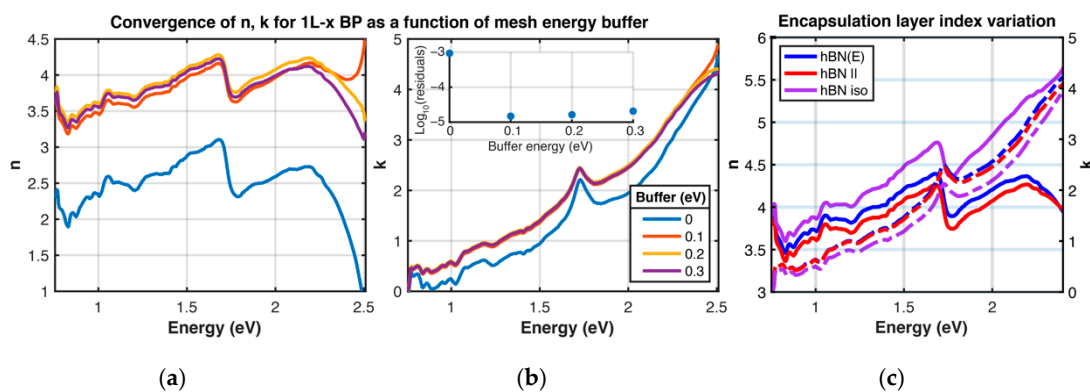 Convergence of n, k for 1L-x BP as a function of mesh energy buffer
4.5
4
3.5
3
2.5
2
1.5
1
n
1
1.5
2
2.5
Energy (eV)
(a)
5
4
3
2
1
0
k
1
1.5
2
2.5
Energy (eV)
-3
-4
-5
Log10(residuals)
0
0.1
0.2
0.3
Buffer energy (eV)
Buffer (eV)
0
0.1
0.2
0.3
(b)
Encapsulation layer index variation
6
5.5
5
4.5
4
3.5
3
n
hBN(E)
hBN II
hBN iso
5
4
3
2
1
0
k
1
1.5
2
Energy (eV)
(c)